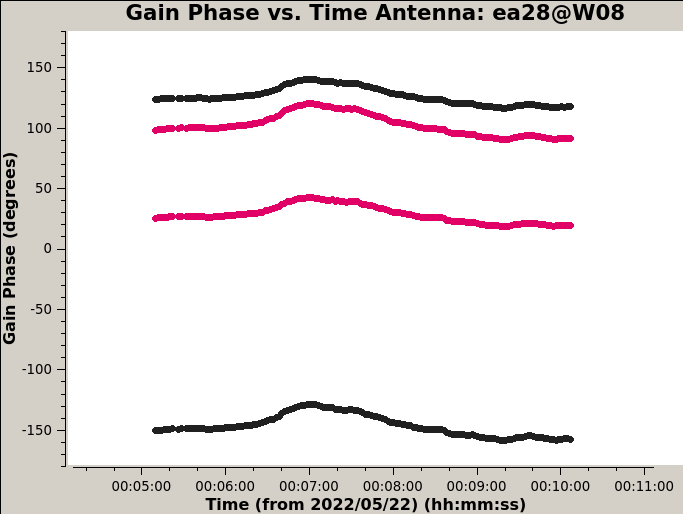 Gain Phase vs. Time Antenna: ea28@W08
Gain Phase (degrees)
150
100
50
0
-50
-100
-150
00:05:00 00:06:00 00:07:00 00:08:00 00:09:00 00:10:00 00:11:00
Time (from 2022/05/22) (hh:mm:ss)